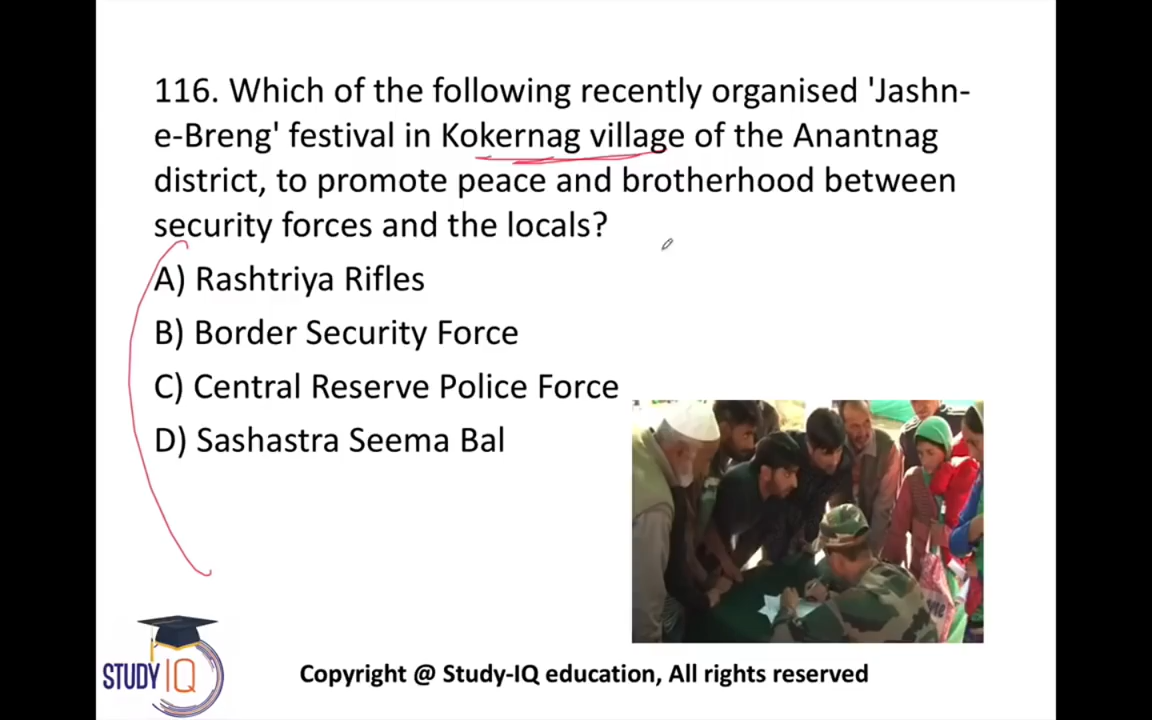 116. Which of the following recently organised 'Jashn-
e-Breng' festival in Kokernag village of the Anantnag
district, to promote peace and brotherhood between
security forces and the locals?
A) Rashtriya Rifles
B) Border Security Force
C) Central Reserve Police Force
D) Sashastra Seema Bal
STUDY IQ
Copyright @ Study-IQ education, All rights reserved